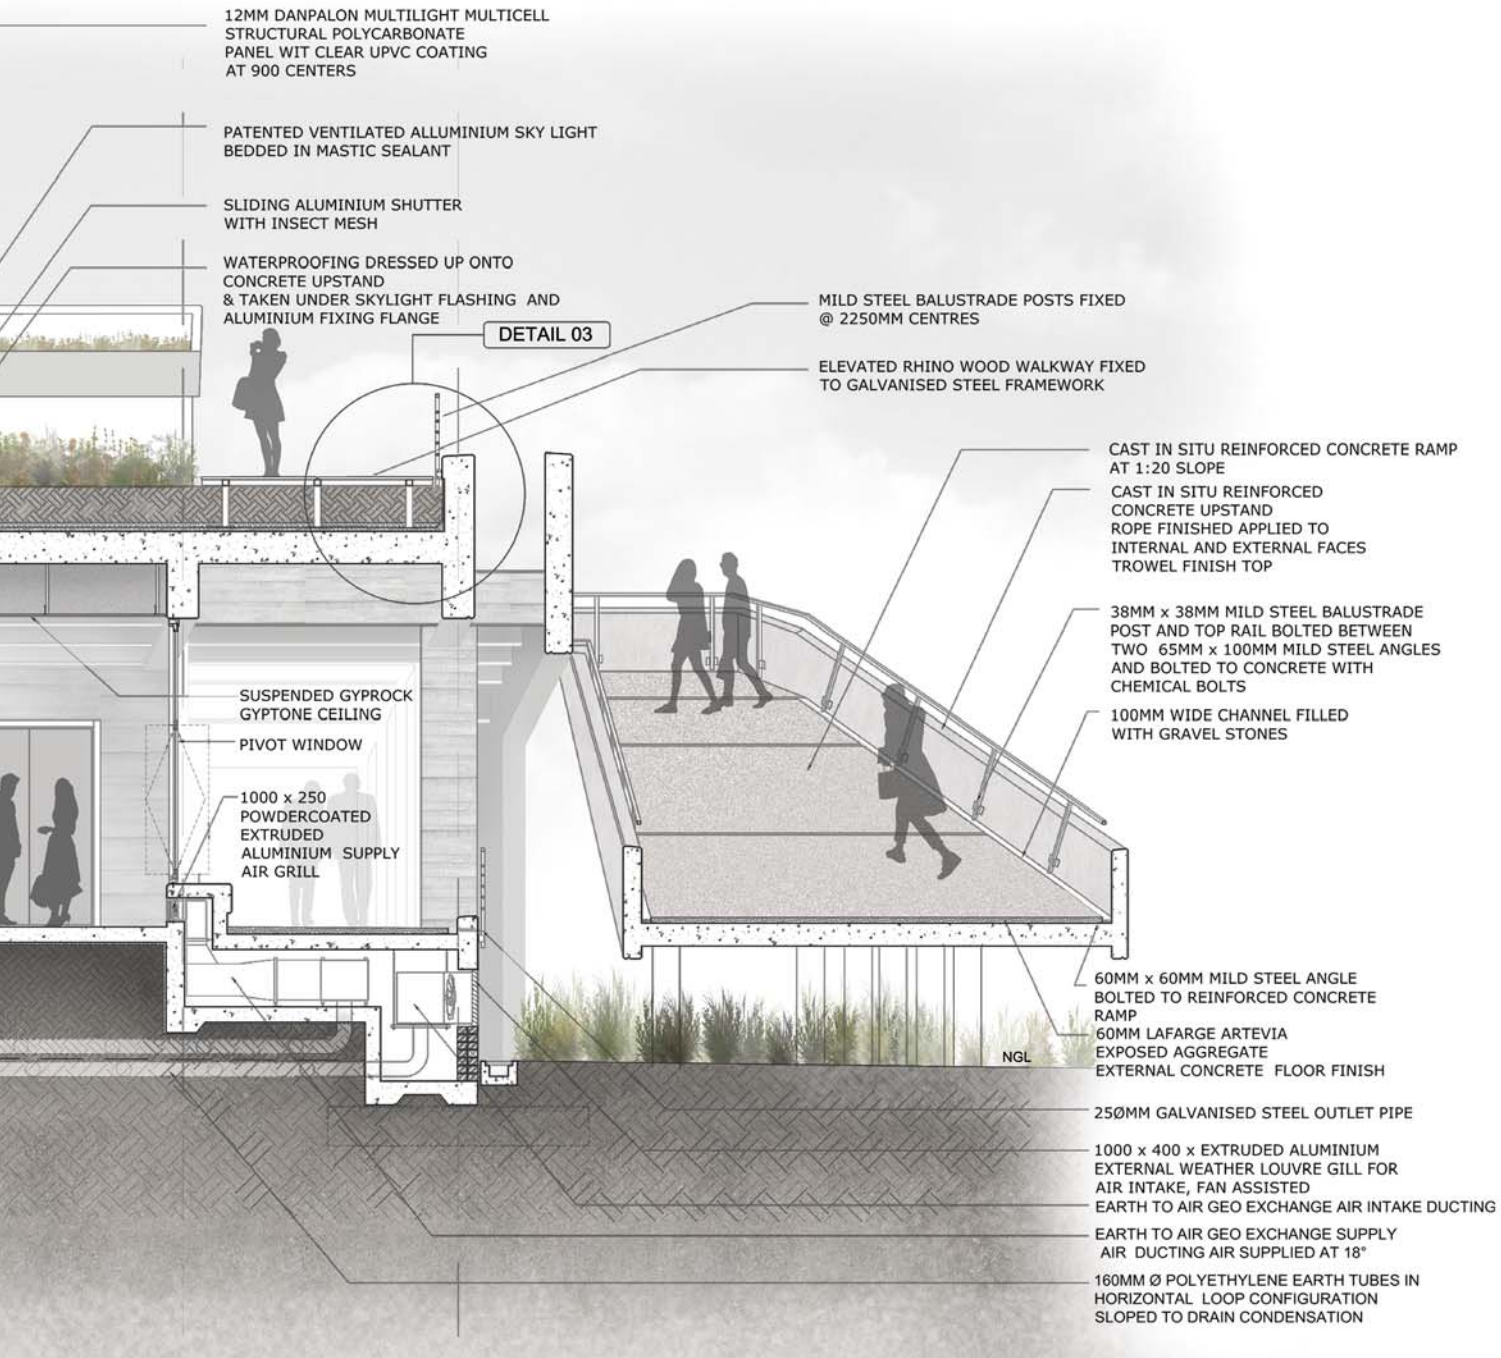 12MM DANPALON MULTILIGHT MULTICELL
STRUCTURAL POLYCARBONATE
PANEL WIT CLEAR UPVC COATING
AT 900 CENTERS
PATENTED VENTILATED ALLUMINIUM SKY LIGHT
BEDDED IN MASTIC SEALANT
SLIDING ALUMINIUM SHUTTER
WITH INSECT MESH
WATERPROOFING DRESSED UP ONTO
CONCRETE UPSTAND
& TAKEN UNDER SKYLIGHT FLASHING AND
ALUMINIUM FIXING FLANGE
DETAIL 03
MILD STEEL BALUSTRADE POSTS FIXED
@ 2250MM CENTRES
ELEVATED RHINO WOOD WALKWAY FIXED
TO GALVANISED STEEL FRAMEWORK
CAST IN SITU REINFORCED CONCRETE RAMP
AT 1:20 SLOPE
CAST IN SITU REINFORCED
CONCRETE UPSTAND
ROPE FINISHED APPLIED TO
INTERNAL AND EXTERNAL FACES
TROWEL FINISH TOP
38MM x 38MM MILD STEEL BALUSTRADE
POST AND TOP RAIL BOLTED BETWEEN
TWO 65MM x 100MM MILD STEEL ANGLES
AND BOLTED TO CONCRETE WITH
CHEMICAL BOLTS
100MM WIDE CHANNEL FILLED
WITH GRAVEL STONES
SUSPENDED GYPROCK
GYPTONE CEILING
PIVOT WINDOW
1000 x 250
POWDERCOATED
EXTRUDED
ALUMINIUM SUPPLY
AIR GRILL
60MM x 60MM MILD STEEL ANGLE
BOLTED TO REINFORCED CONCRETE
RAMP
60MM LAFARGE ARTEVIA
EXPOSED AGGREGATE
EXTERNAL CONCRETE FLOOR FINISH
NGL
25ØMM GALVANISED STEEL OUTLET PIPE
1000 x 400 x EXTRUDED ALUMINIUM
EXTERNAL WEATHER LOUVRE GILL FOR
AIR INTAKE, FAN ASSISTED
EARTH TO AIR GEO EXCHANGE AIR INTAKE DUCTING
EARTH TO AIR GEO EXCHANGE SUPPLY
AIR DUCTING AIR SUPPLIED AT 18°
160MM Ø POLYETHYLENE EARTH TUBES IN
HORIZONTAL LOOP CONFIGURATION
SLOPED TO DRAIN CONDENSATION